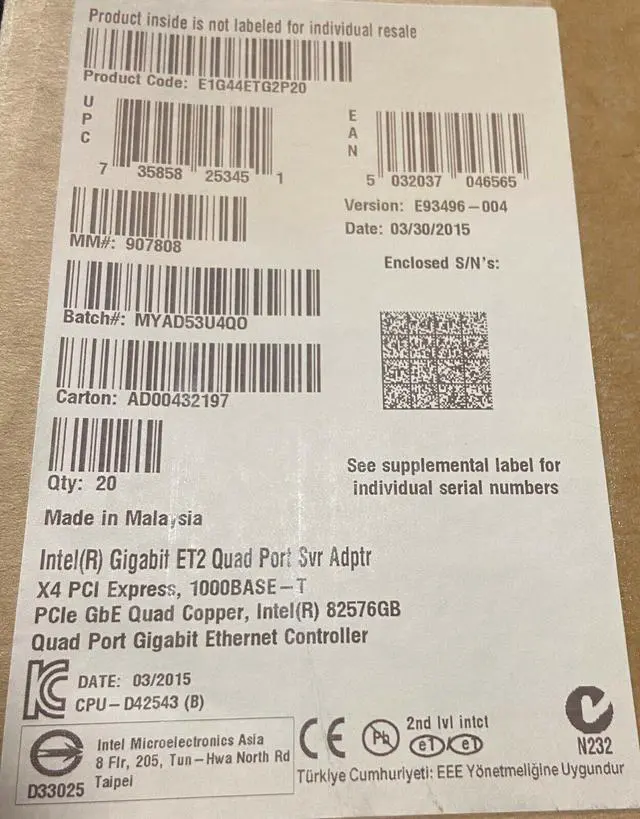 Product inside is not labeled for individual resale
Product Code: E1G44ETG2P20
UPC
7 35858 25345 1
EAN
5 032037 046565
Version: E93496-004
Date: 03/30/2015
MM#: 907808
Enclosed S/N's:
Batch#: MYAD53U4Q0
Carton: AD00432197
Qty: 20
See supplemental label for
individual serial numbers
Made in Malaysia
Intel(R) Gigabit ET2 Quad Port Svr Adptr
X4 PCI Express, 1000BASE-T
PCIe GbE Quad Copper, Intel(R) 82576GB
Quad Port Gigabit Ethernet Controller
DATE: 03/2015
CPU-D42543 (B)
Intel Microelectronics Asia
8 Flr, 205, Tun-Hwa North Rd
Taipei
D33025
CE
Pb
2nd lvl intct
e1 / e1
N232
Türkiye Cumhuriyeti: EEE Yönetmeliğine Uygundur